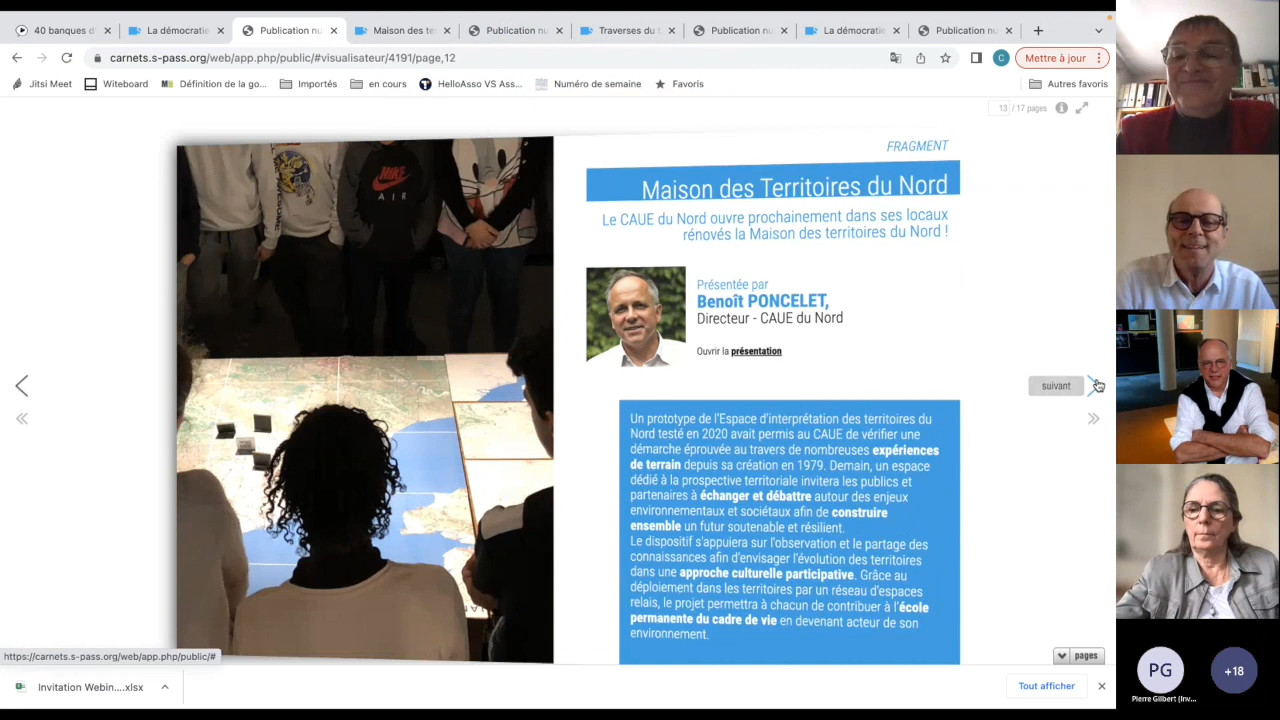 40 banques d'
La démocratie
Publication nu
Maison des te
Publication nu
Traverses du t
Publication nu
La démocratie
Publication nu
carnets.s-pass.org/web/app.php/public/#visualisateur/4191/page,12
C
Mettre à jour
Jitsi Meet
Witeboard
Définition de la go...
Importés
en cours
HelloAsso VS Ass...
Numéro de semaine
Favoris
Autres favoris
13 / 17 pages
FRAGMENT
Maison des Territoires du Nord
Le CAUE du Nord ouvre prochainement dans ses locaux
rénovés la Maison des territoires du Nord !
Présentée par
Benoît PONCELET,
Directeur - CAUE du Nord
Ouvrir la présentation
NIKE
AIR
suivant
Un prototype de l'Espace d'interprétation des territoires du
Nord testé en 2020 avait permis au CAUE de vérifier une
démarche éprouvée au travers de nombreuses expériences
de terrain depuis sa création en 1979. Demain, un espace
dédié à la prospective territoriale invitera les publics et
partenaires à échanger et débattre autour des enjeux
environnementaux et sociétaux afin de construire
ensemble un futur soutenable et résilient.
Le dispositif s'appuiera sur l'observation et le partage des
connaissances afin d'envisager l'évolution des territoires
dans une approche culturelle participative. Grâce au
déploiement dans les territoires par un réseau d'espaces
relais, le projet permettra à chacun de contribuer à l'école
permanente du cadre de vie en devenant acteur de son
environnement.
pages
https://carnets.s-pass.org/web/app.php/public/#
Invitation Webin....xlsx
Tout afficher
PG
+18
Pierre Gilbert (Inv...